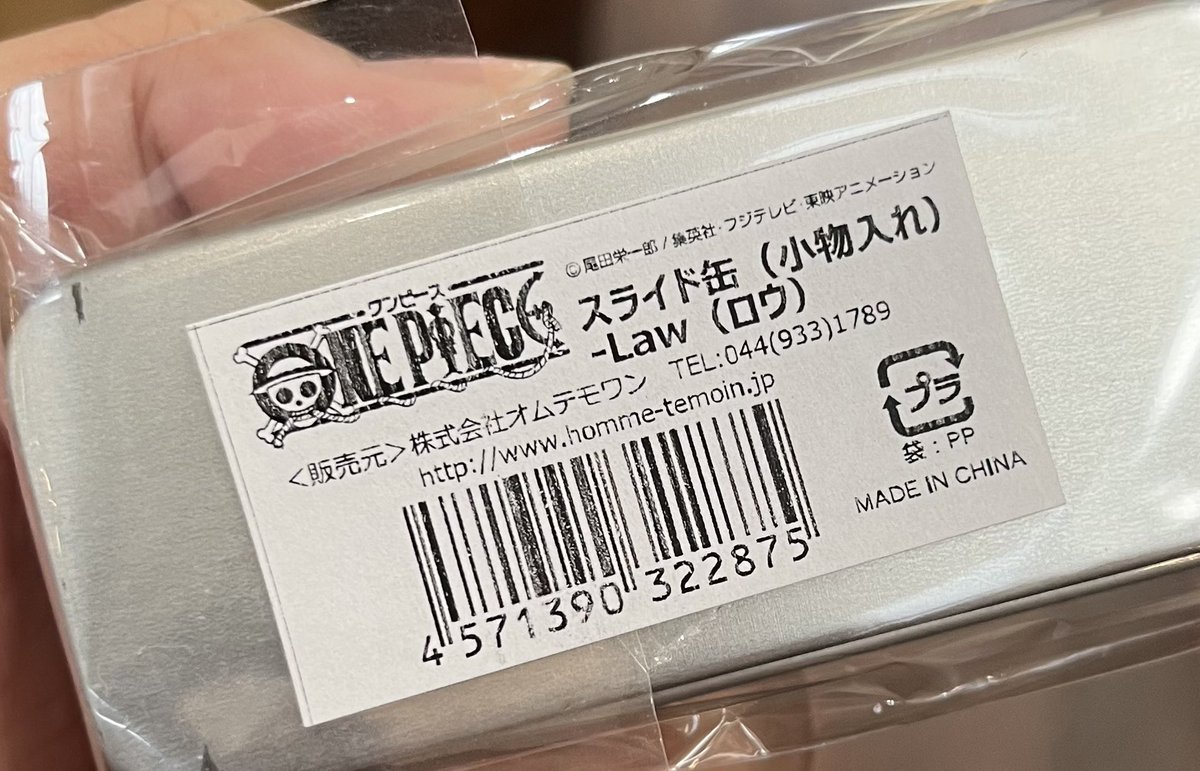 ©尾田栄一郎 / 集英社・フジテレビ・東映アニメーション
ワンピース
ONE PIECE
スライド缶（小物入れ）
-Law（ロウ）
＜販売元＞株式会社オムテモワン TEL:044(933)1789
http://www.homme-temoin.jp
プラ
袋：PP
MADE IN CHINA
4 571390 322875